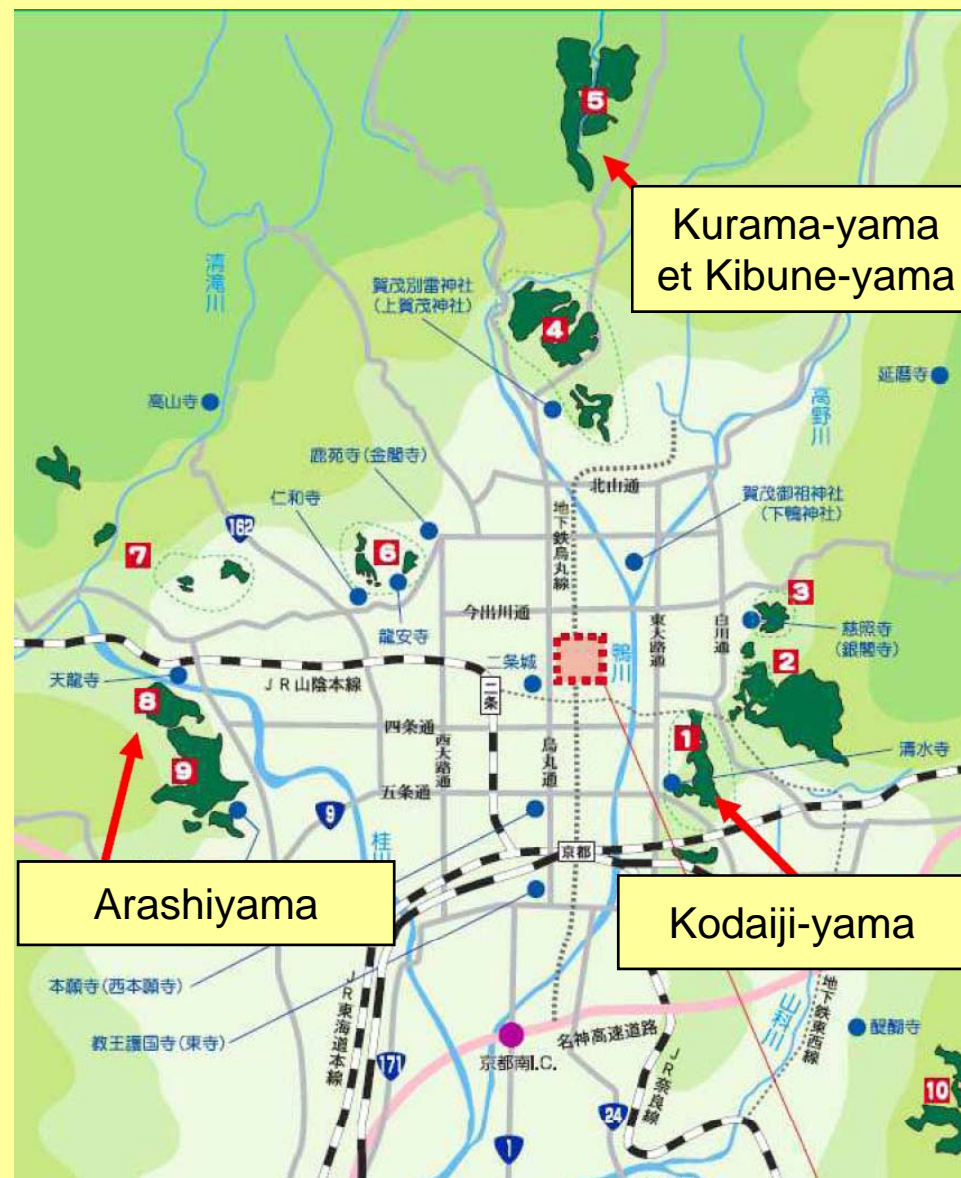 5
Kurama-yama
et Kibune-yama
清滝川
賀茂別雷神社
(上賀茂神社)
4
延暦寺
高野川
高山寺
鹿苑寺(金閣寺)
北山通
賀茂御祖神社
(下鴨神社)
仁和寺
地下鉄烏丸線
162
7
6
3
今出川通
東大路通
白川通
慈照寺
(銀閣寺)
龍安寺
鴨川
2
二条城
天龍寺
JR山陰本線
二条
8
四条通
1
清水寺
西大路通
烏丸通
9
五条通
9
桂川
京都
Arashiyama
Kodaiji-yama
本願寺(西本願寺)
JR東海道本線
地下鉄東西線
山科川
醍醐寺
教王護国寺(東寺)
名神高速道路
京都南I.C.
JR奈良線
171
10
24
1